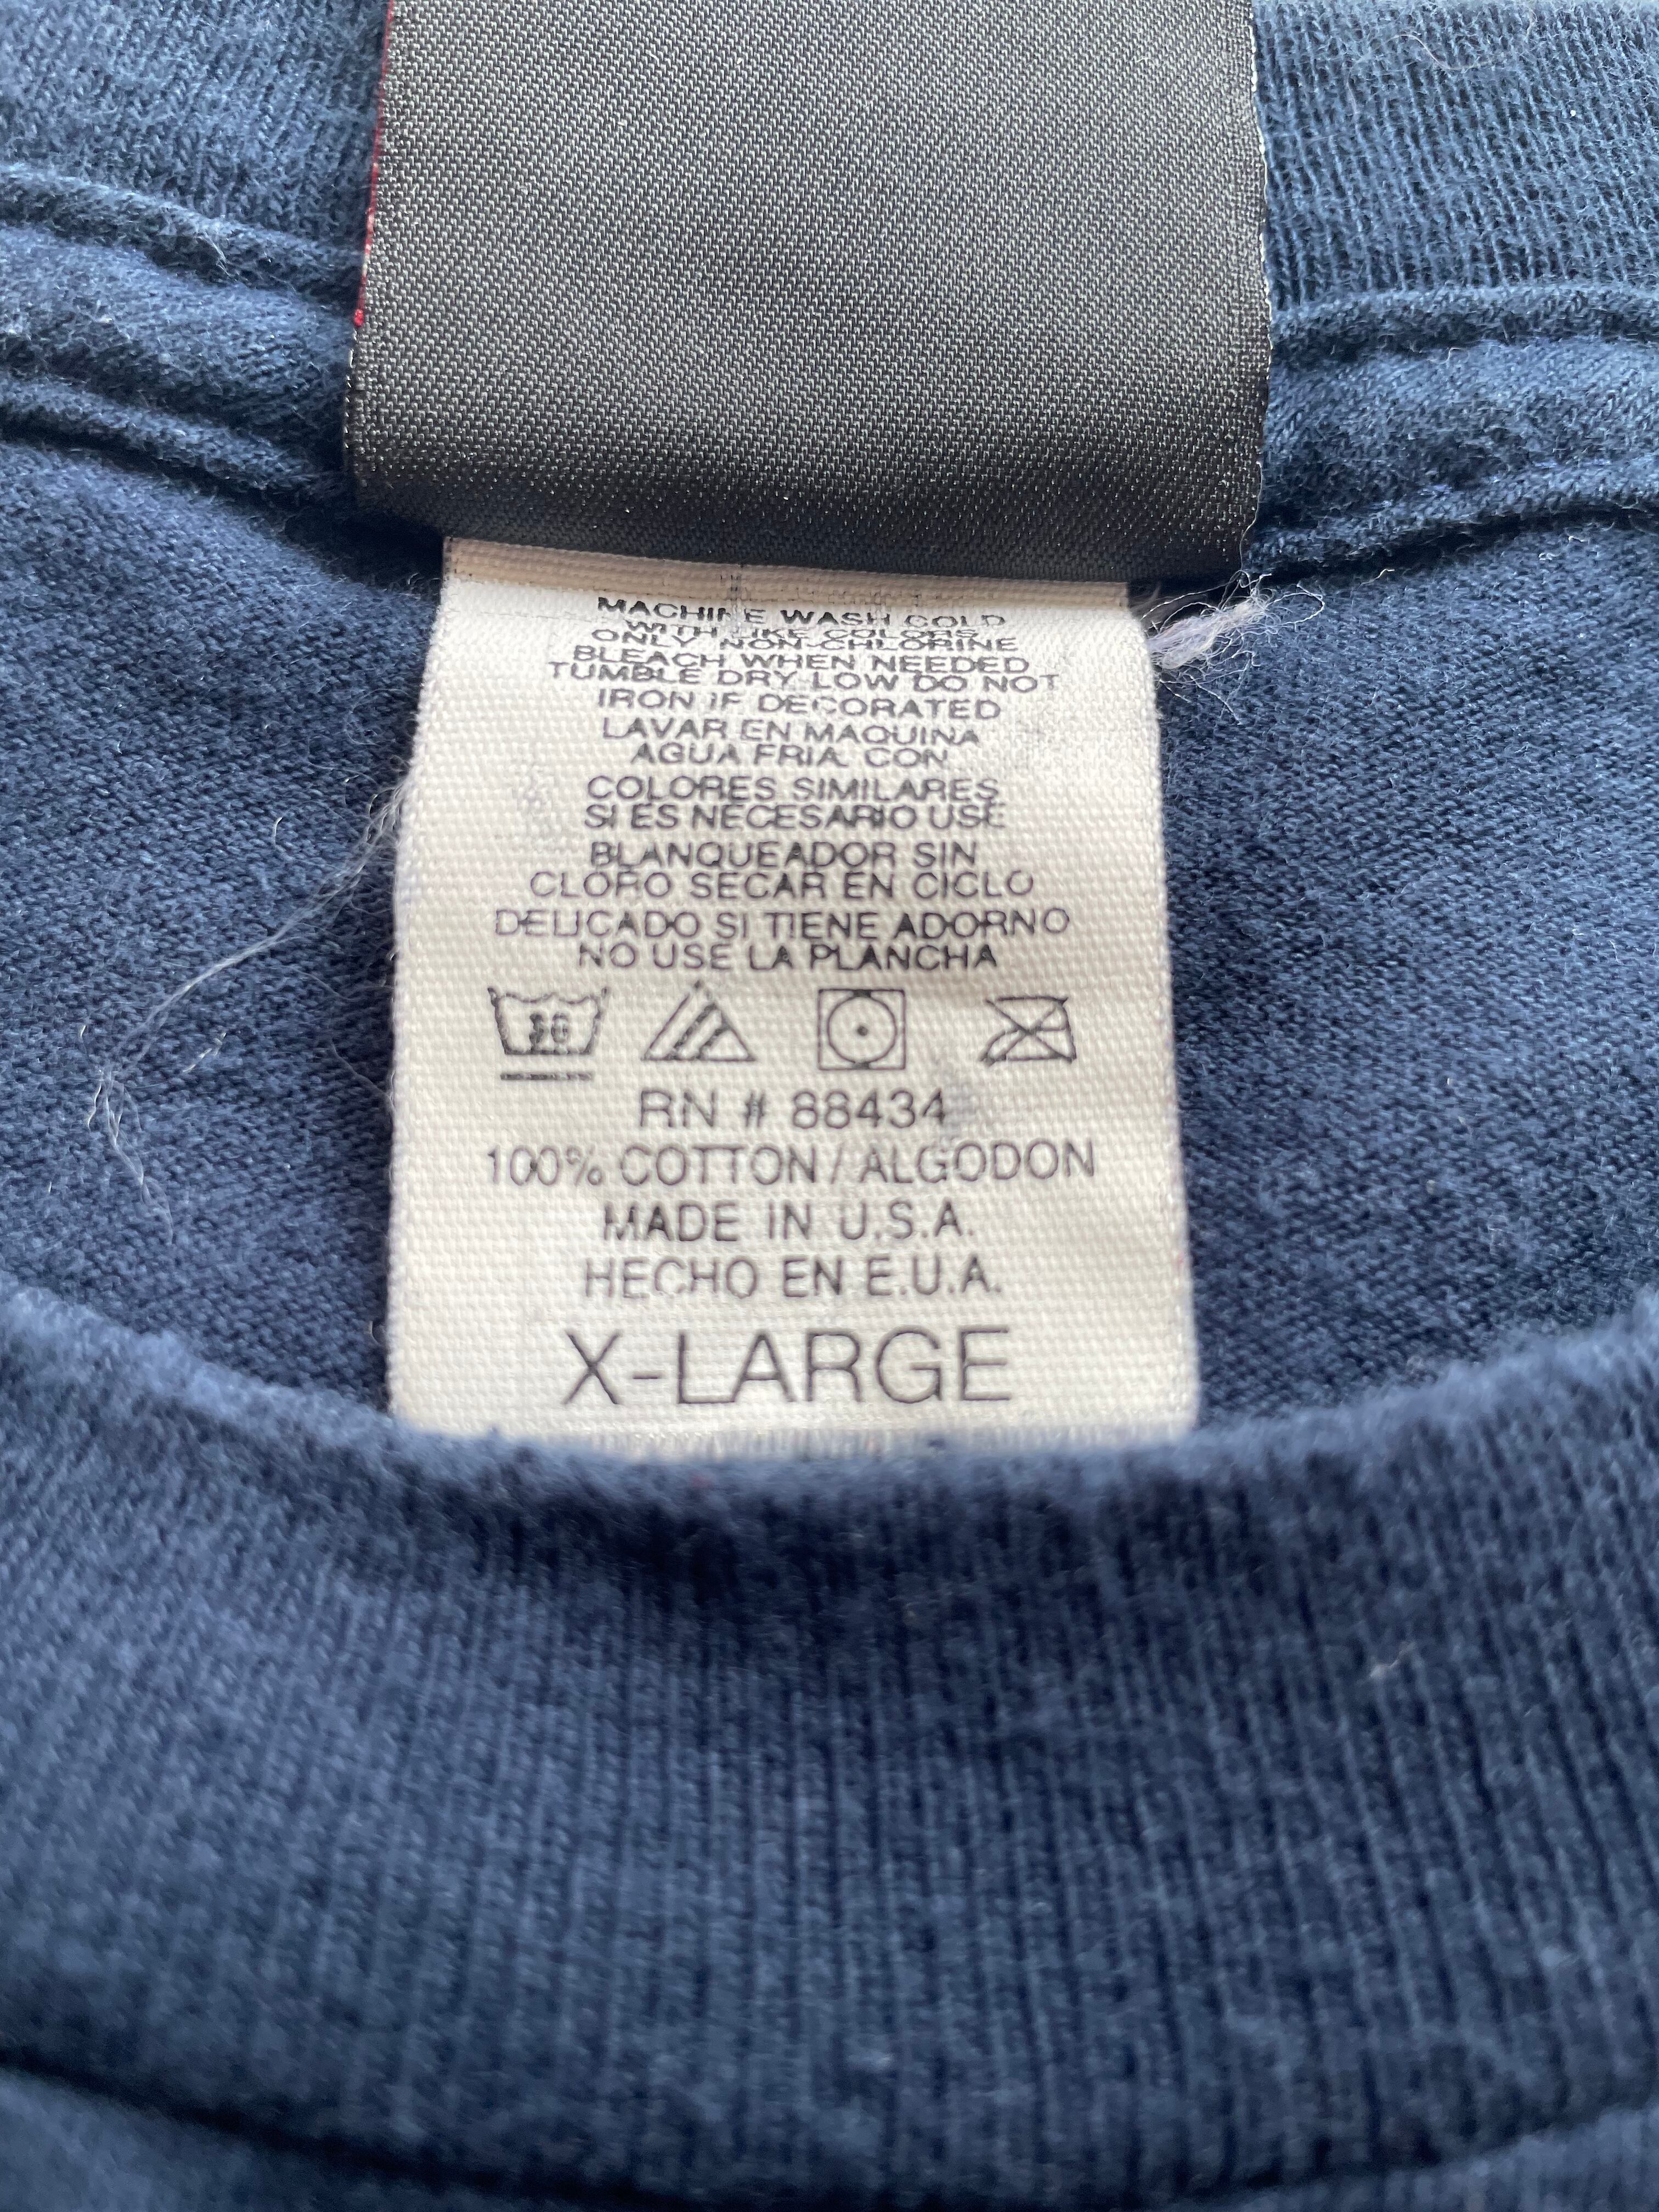 MACHINE WASH COLD
WITH LIKE COLORS
ONLY NON-CHLORINE
BLEACH WHEN NEEDED
TUMBLE DRY LOW DO NOT
IRON IF DECORATED
LAVAR EN MAQUINA
AGUA FRIA CON
COLORES SIMILARES
SI ES NECESARIO USE
BLANQUEADOR SIN
CLORO SECAR EN CICLO
DELICADO SI TIENE ADORNO
NO USE LA PLANCHA
30
RN # 88434
100% COTTON / ALGODON
MADE IN U.S.A.
HECHO EN E.U.A.
X-LARGE